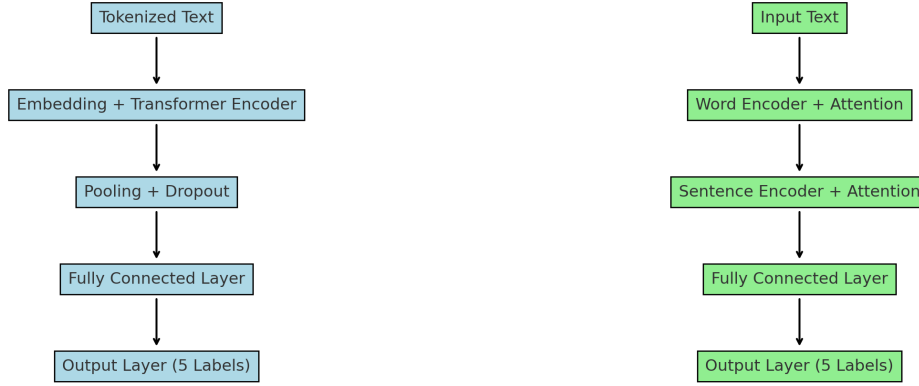 Tokenized Text
Embedding + Transformer Encoder
Pooling + Dropout
Fully Connected Layer
Output Layer (5 Labels)
Input Text
Word Encoder + Attention
Sentence Encoder + Attention
Fully Connected Layer
Output Layer (5 Labels)